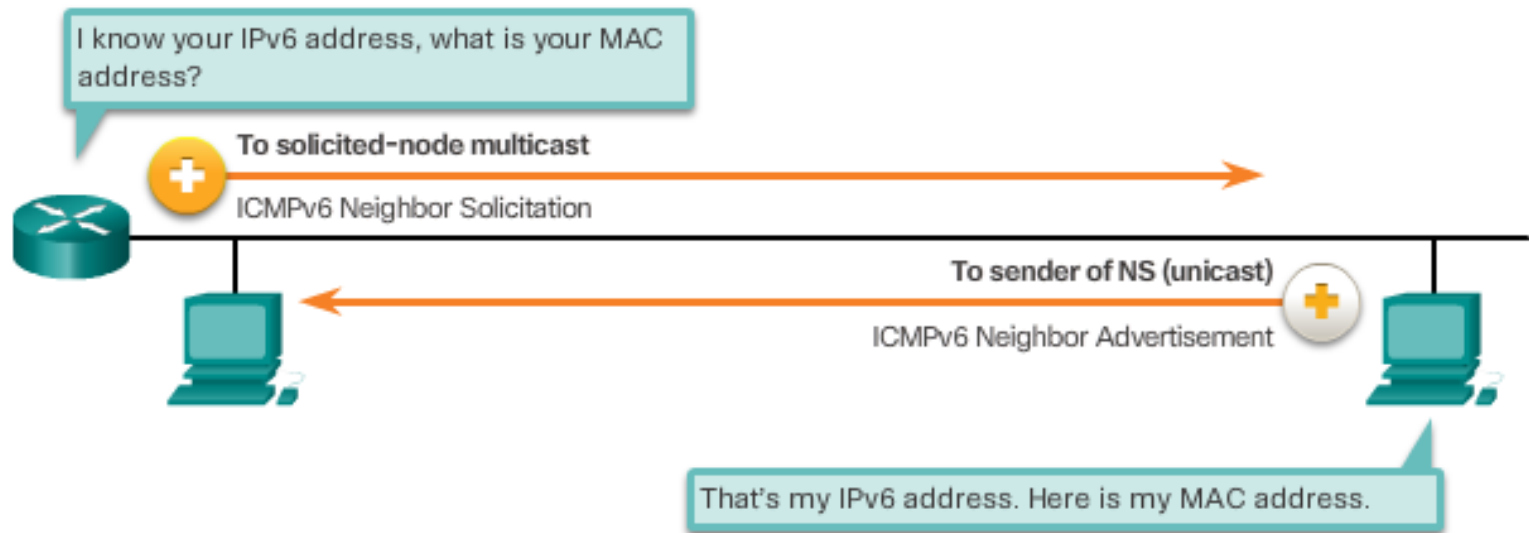 I know your IPv6 address, what is your MAC
address?
To solicited-node multicast
ICMPv6 Neighbor Solicitation
To sender of NS (unicast)
ICMPv6 Neighbor Advertisement
That's my IPv6 address. Here is my MAC address.